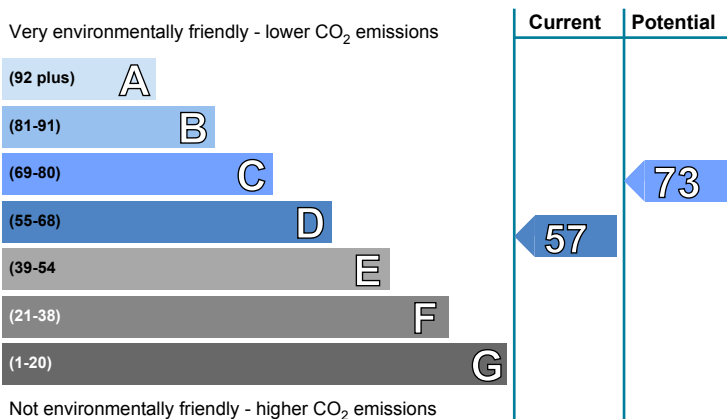 Very environmentally friendly - lower CO2 emissions
Current
Potential
(92 plus) A
(81-91) B
(69-80) C
73
(55-68) D
57
(39-54 E
(21-38) F
(1-20) G
Not environmentally friendly - higher CO2 emissions